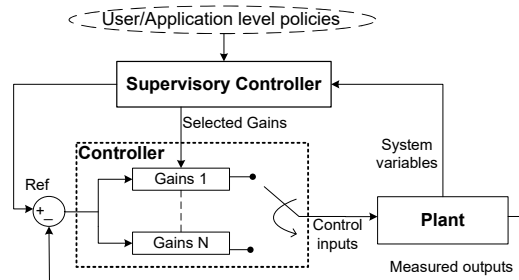 User/Application level policies
Supervisory Controller
Selected Gains
Controller
System
variables
Gains 1
Ref
+
–
Control
inputs
Plant
Gains N
Measured outputs